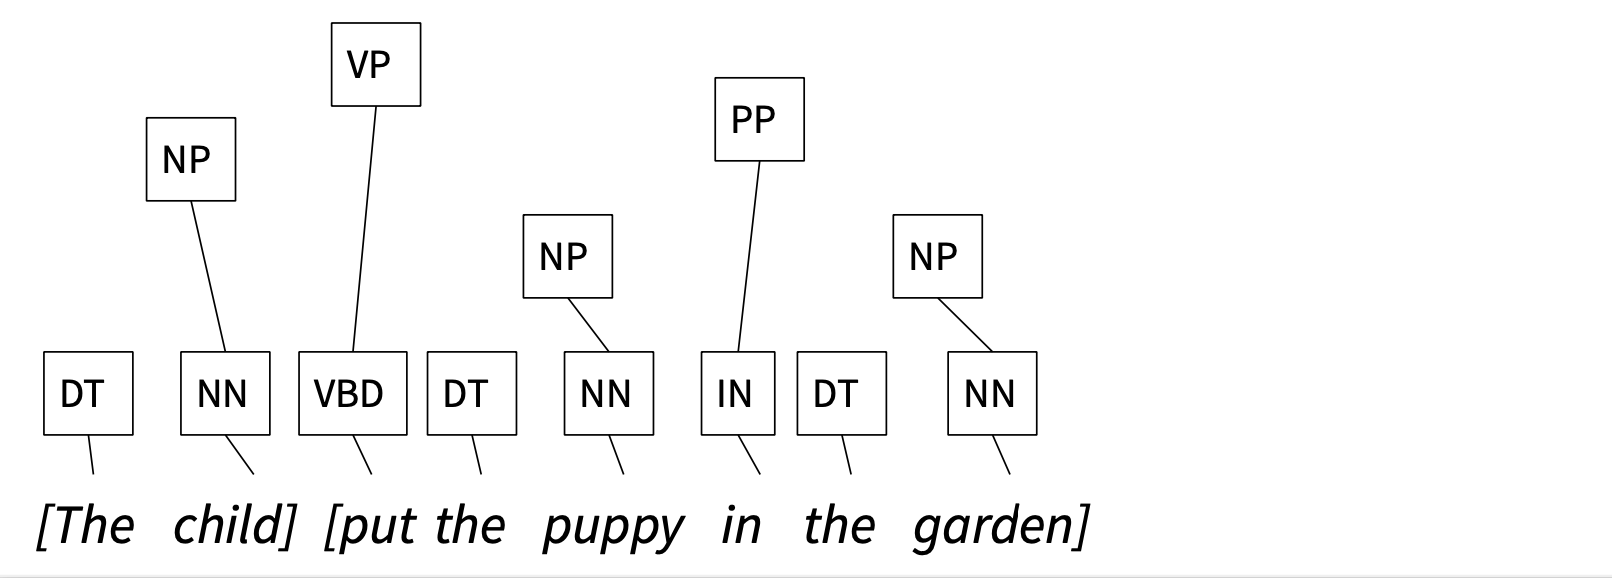 VP
PP
NP
NP NP
DT NN VBD DT NN IN DT NN
[The child] [put the puppy in the garden]